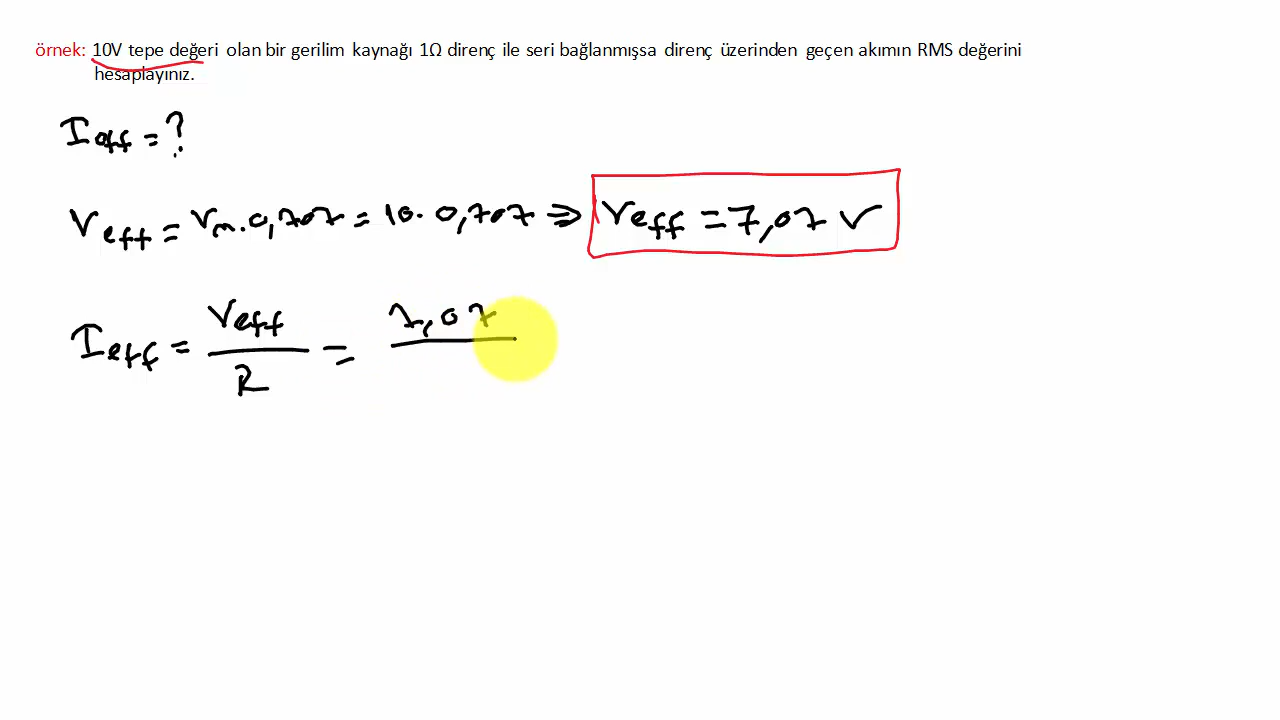 örnek: 10V tepe değeri olan bir gerilim kaynağı 1Ω direnç ile seri bağlanmışsa direnç üzerinden geçen akımın RMS değerini
hesaplayınız.
Ieff = ?
Veff = Vm.0,707 = 10.0,707 ⇒ Veff = 7,07 V
Ieff = Veff / R = 7,07